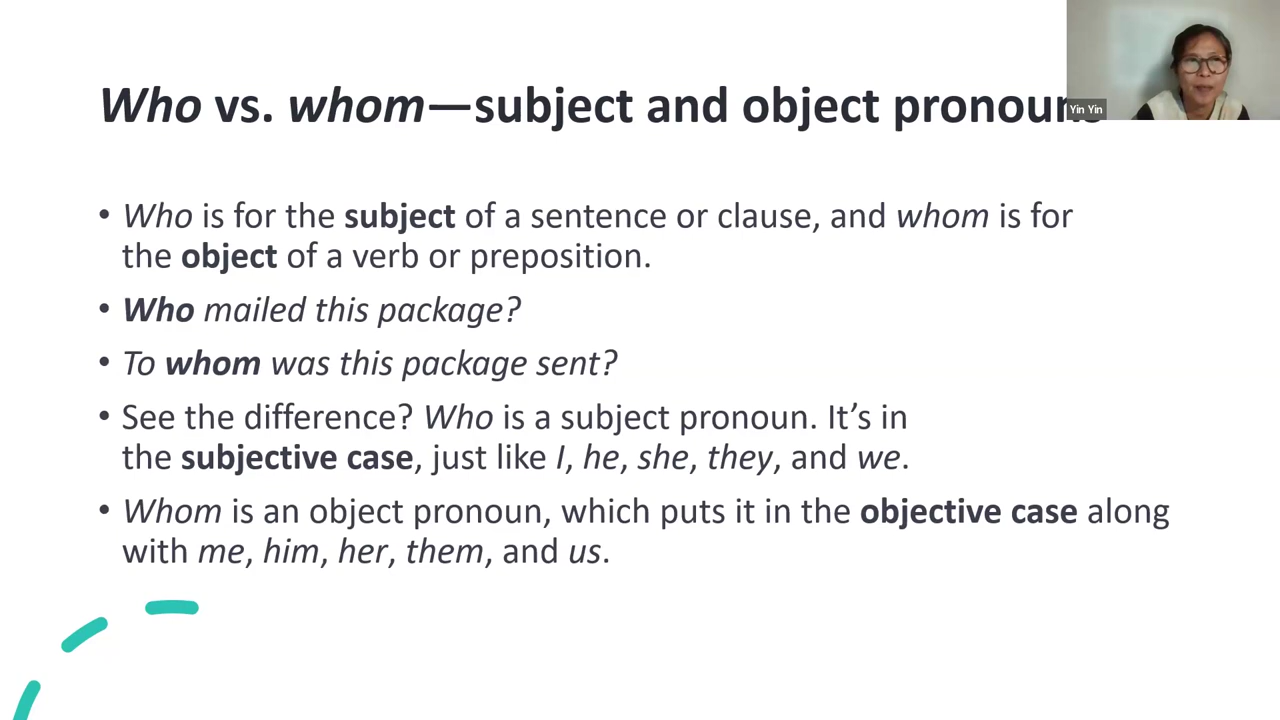 Who vs. whom—subject and object pronouns
Yin Yin
• Who is for the subject of a sentence or clause, and whom is for
the object of a verb or preposition.
• Who mailed this package?
• To whom was this package sent?
• See the difference? Who is a subject pronoun. It’s in
the subjective case, just like I, he, she, they, and we.
• Whom is an object pronoun, which puts it in the objective case along
with me, him, her, them, and us.